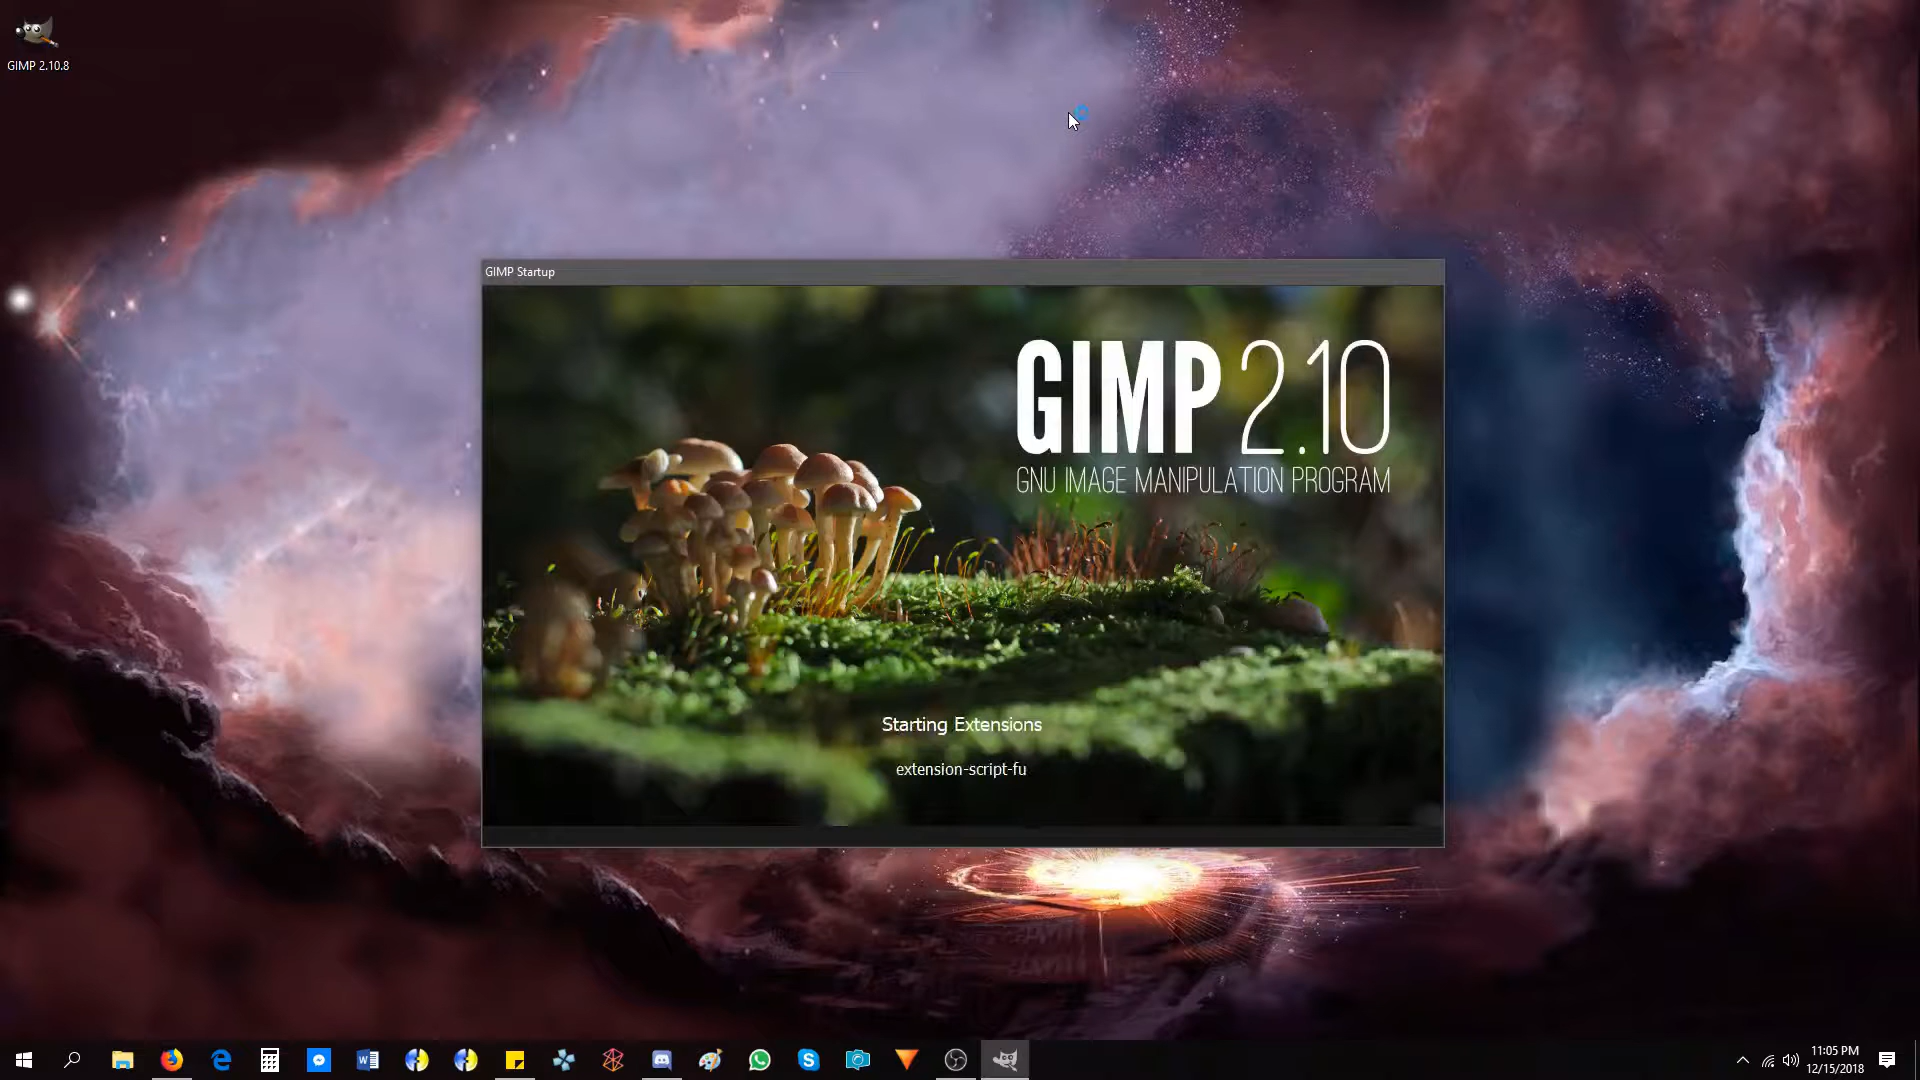 GIMP 2.10.8
GIMP Startup
GIMP 2.10
GNU IMAGE MANIPULATION PROGRAM
Starting Extensions
extension-script-fu
11:05 PM
12/15/2018